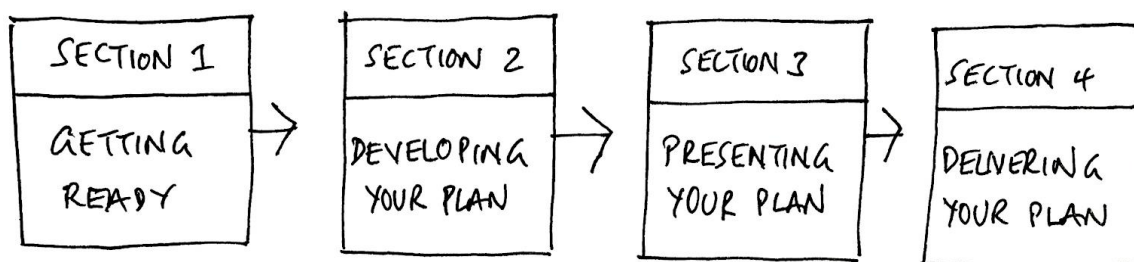 SECTION 1
GETTING
READY
SECTION 2
DEVELOPING
YOUR PLAN
SECTION 3
PRESENTING
YOUR PLAN
SECTION 4
DELIVERING
YOUR PLAN